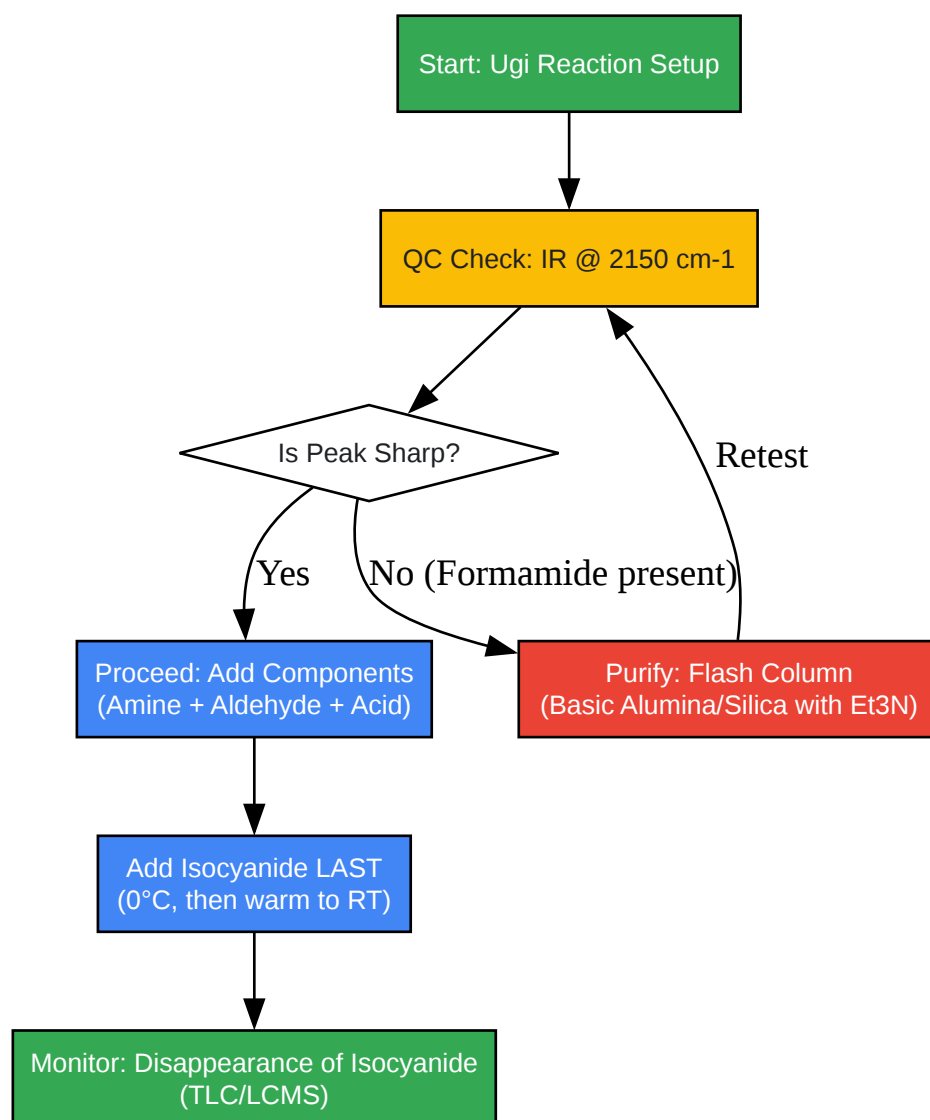 Start: Ugi Reaction Setup
QC Check: IR @ 2150 cm-1
Is Peak Sharp?
Retest
Yes
No (Formamide present)
Proceed: Add Components
(Amine + Aldehyde + Acid)
Purify: Flash Column
(Basic Alumina/Silica with Et3N)
Add Isocyanide LAST
(0°C, then warm to RT)
Monitor: Disappearance of Isocyanide
(TLC/LCMS)